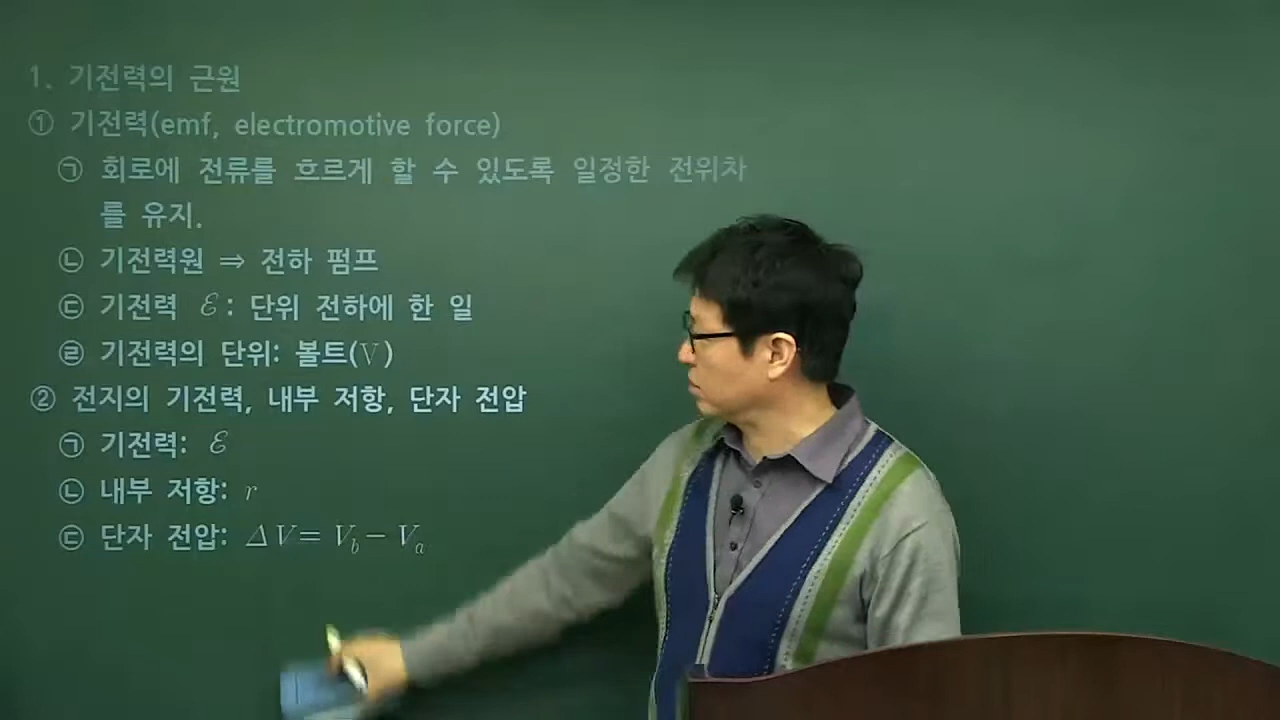 1. 기전력의 근원
① 기전력(emf, electromotive force)
㉠ 회로에 전류를 흐르게 할 수 있도록 일정한 전위차
를 유지.
㉡ 기전력원 ⇒ 전하 펌프
㉢ 기전력 ℰ: 단위 전하에 한 일
㉣ 기전력의 단위: 볼트(V)
② 전지의 기전력, 내부 저항, 단자 전압
㉠ 기전력: ℰ
㉡ 내부 저항: r
㉢ 단자 전압: ΔV = V_b − V_a